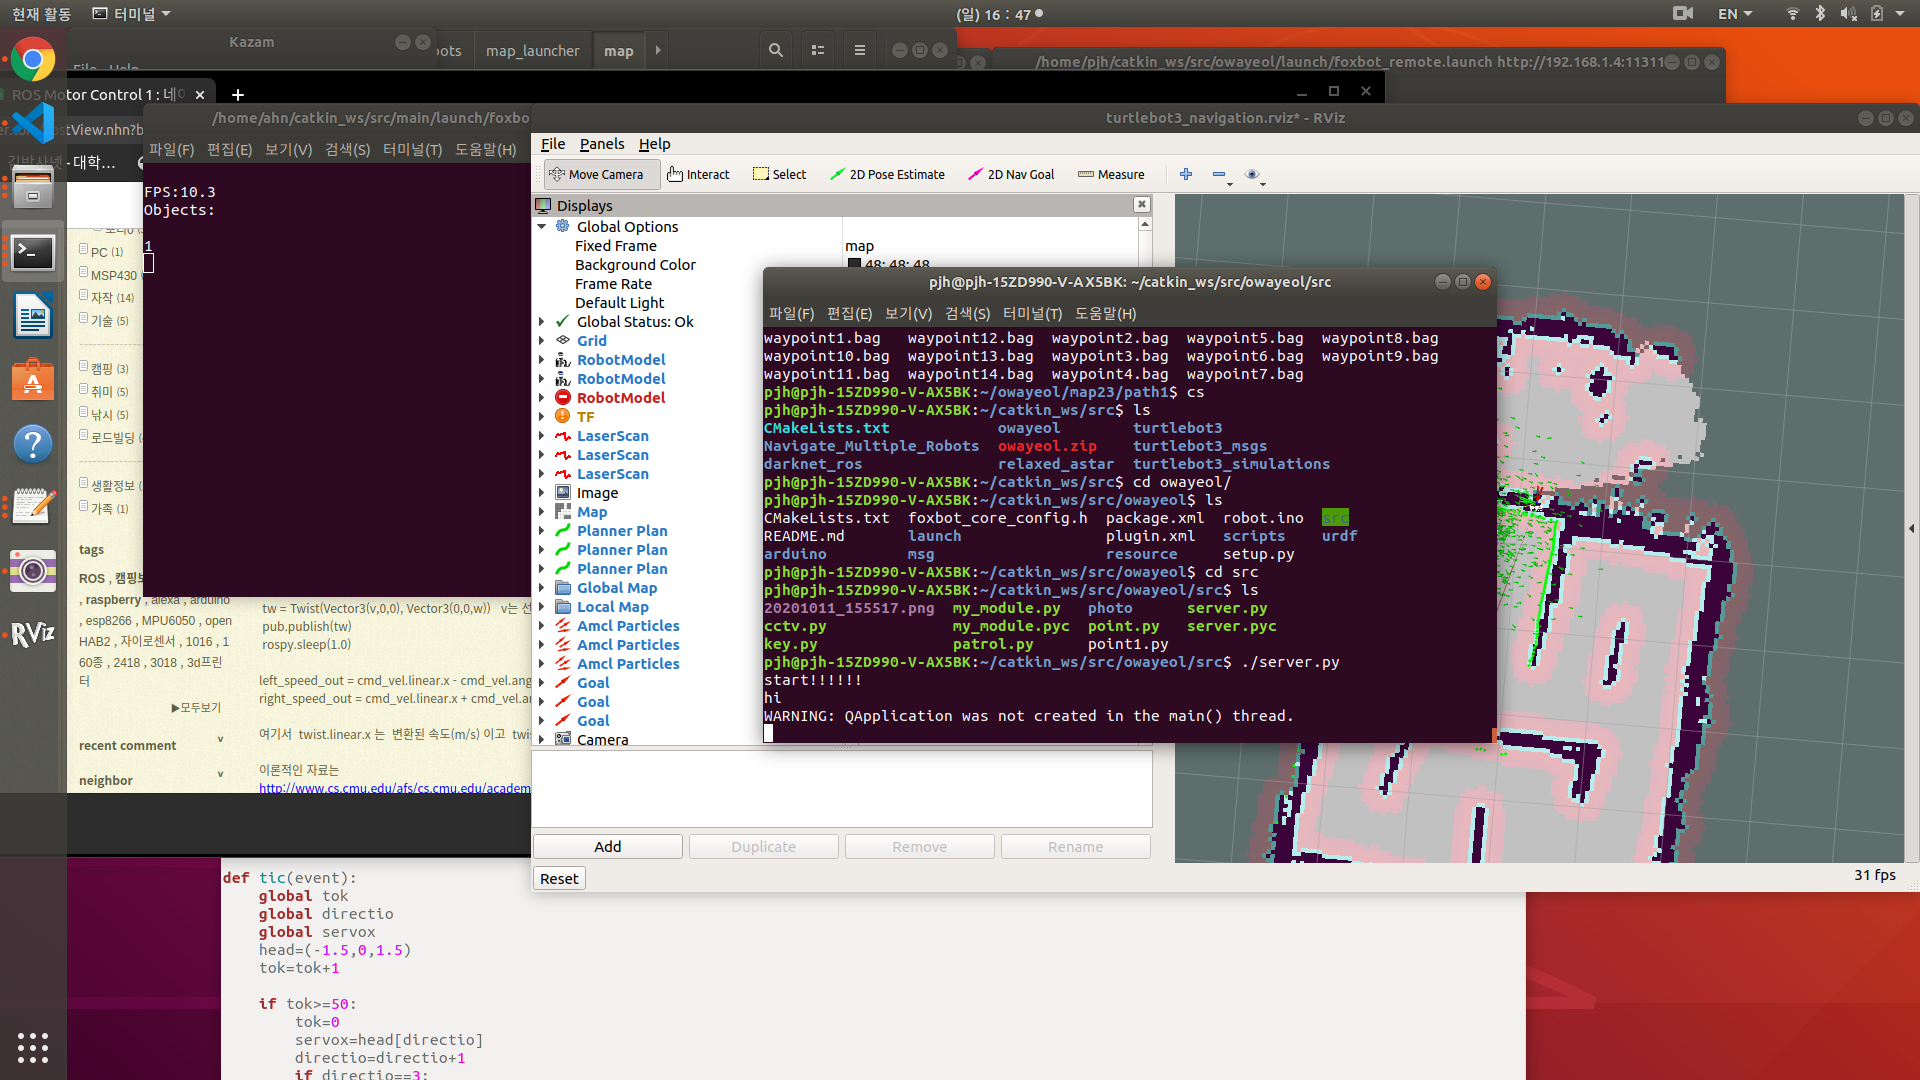 현재 활동
터미널
(일) 16 : 47
EN
Kazam
File Help
map_launcher
map
/home/pjh/catkin_ws/src/owayeol/launch/foxbot_remote.launch http://192.168.1.4:11311
ROS Motor Control 1 : 네이
/home/ahn/catkin_ws/src/main/launch/foxbo
파일(F) 편집(E) 보기(V) 검색(S) 터미널(T) 도움말(H)
FPS:10.3
Objects:
1
PC (1)
MSP430
자작 (14)
기술 (5)
캠핑 (3)
취미 (5)
낚시 (5)
로드빌딩
생활정보
가족 (1)
tags
ROS , 캠핑
, raspberry , alexa , arduino
, esp8266 , MPU6050 , open
HAB2 , 자이로센서 , 1016 , 1
60종 , 2418 , 3018 , 3d프린
터
▶모두보기
recent comment
neighbor
tw = Twist(Vector3(v,0,0), Vector3(0,0,w)) v는 선
pub.publish(tw)
rospy.sleep(1.0)
left_speed_out = cmd_vel.linear.x - cmd_vel.ang
right_speed_out = cmd_vel.linear.x + cmd_vel.an
여기서 twist.linear.x 는 변환된 속도(m/s) 이고 twis
이론적인 자료는
http://www.cs.cmu.edu/afs/cs.cmu.edu/academ
turtlebot3_navigation.rviz* - RViz
File Panels Help
Move Camera Interact Select 2D Pose Estimate 2D Nav Goal Measure
Displays
Global Options
Fixed Frame map
Background Color 48; 48; 48
Frame Rate
Default Light
Global Status: Ok
Grid
RobotModel
RobotModel
RobotModel
TF
LaserScan
LaserScan
LaserScan
Image
Map
Planner Plan
Planner Plan
Planner Plan
Global Map
Local Map
Amcl Particles
Amcl Particles
Amcl Particles
Goal
Goal
Goal
Camera
Add Duplicate Remove Rename
Reset
31 fps
pjh@pjh-15ZD990-V-AX5BK: ~/catkin_ws/src/owayeol/src
파일(F) 편집(E) 보기(V) 검색(S) 터미널(T) 도움말(H)
waypoint1.bag waypoint12.bag waypoint2.bag waypoint5.bag waypoint8.bag
waypoint10.bag waypoint13.bag waypoint3.bag waypoint6.bag waypoint9.bag
waypoint11.bag waypoint14.bag waypoint4.bag waypoint7.bag
pjh@pjh-15ZD990-V-AX5BK:~/owayeol/map23/path1$ cs
pjh@pjh-15ZD990-V-AX5BK:~/catkin_ws/src$ ls
CMakeLists.txt owayeol turtlebot3
Navigate_Multiple_Robots owayeol.zip turtlebot3_msgs
darknet_ros relaxed_astar turtlebot3_simulations
pjh@pjh-15ZD990-V-AX5BK:~/catkin_ws/src$ cd owayeol/
pjh@pjh-15ZD990-V-AX5BK:~/catkin_ws/src/owayeol$ ls
CMakeLists.txt foxbot_core_config.h package.xml robot.ino src
README.md launch plugin.xml scripts urdf
arduino msg resource setup.py
pjh@pjh-15ZD990-V-AX5BK:~/catkin_ws/src/owayeol$ cd src
pjh@pjh-15ZD990-V-AX5BK:~/catkin_ws/src/owayeol/src$ ls
20201011_155517.png my_module.py photo server.py
cctv.py my_module.pyc point.py server.pyc
key.py patrol.py point1.py
pjh@pjh-15ZD990-V-AX5BK:~/catkin_ws/src/owayeol/src$ ./server.py
start!!!!!!
hi
WARNING: QApplication was not created in the main() thread.
RViz
def tic(event):
global tok
global directio
global servox
head=(-1.5,0,1.5)
tok=tok+1
if tok>=50:
tok=0
servox=head[directio]
directio=directio+1
if directio==3: